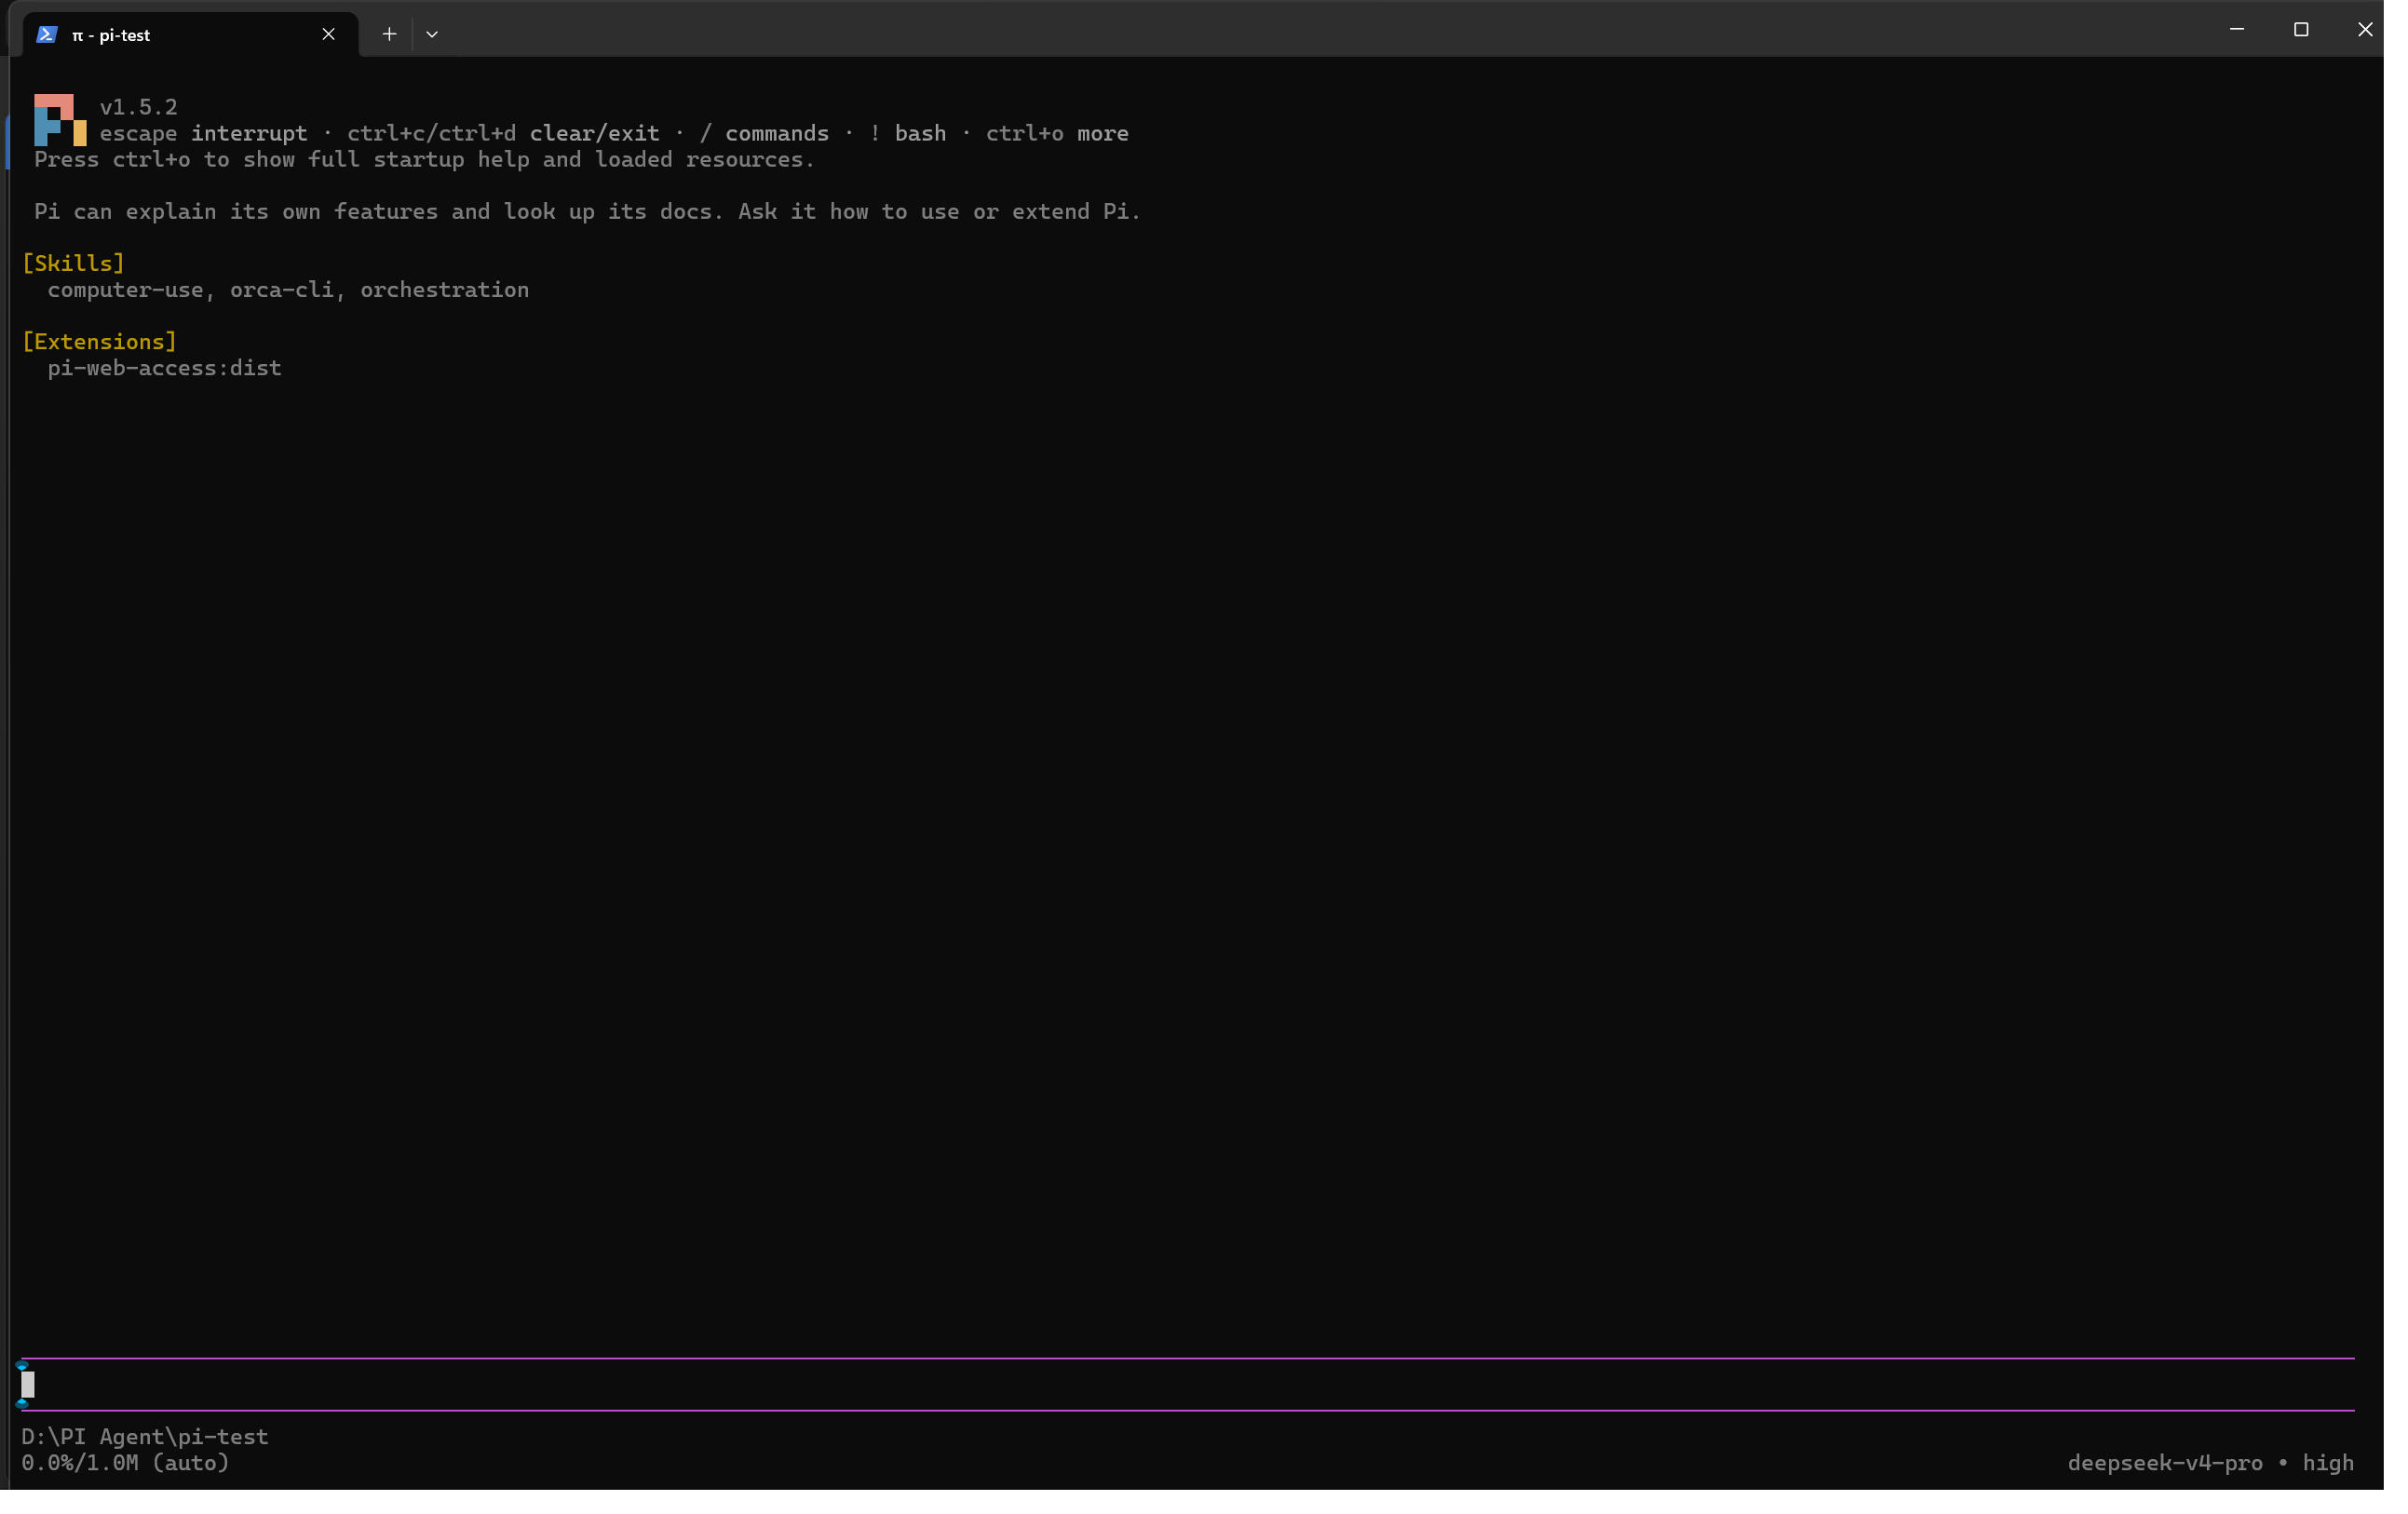 π - pi-test
v1.5.2
escape interrupt · ctrl+c/ctrl+d clear/exit · / commands · ! bash · ctrl+o more
Press ctrl+o to show full startup help and loaded resources.
Pi can explain its own features and look up its docs. Ask it how to use or extend Pi.
[Skills]
computer-use, orca-cli, orchestration
[Extensions]
pi-web-access:dist
D:\PI Agent\pi-test
0.0%/1.0M (auto)
deepseek-v4-pro • high